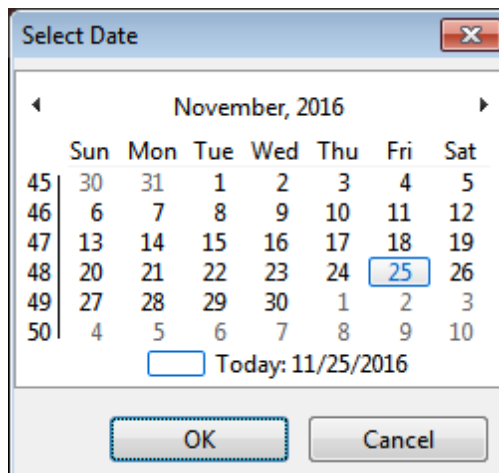 Select Date
November, 2016
Sun Mon Tue Wed Thu Fri Sat
45 30 31 1 2 3 4 5
46 6 7 8 9 10 11 12
47 13 14 15 16 17 18 19
48 20 21 22 23 24 25 26
49 27 28 29 30 1 2 3
50 4 5 6 7 8 9 10
Today: 11/25/2016
OK Cancel